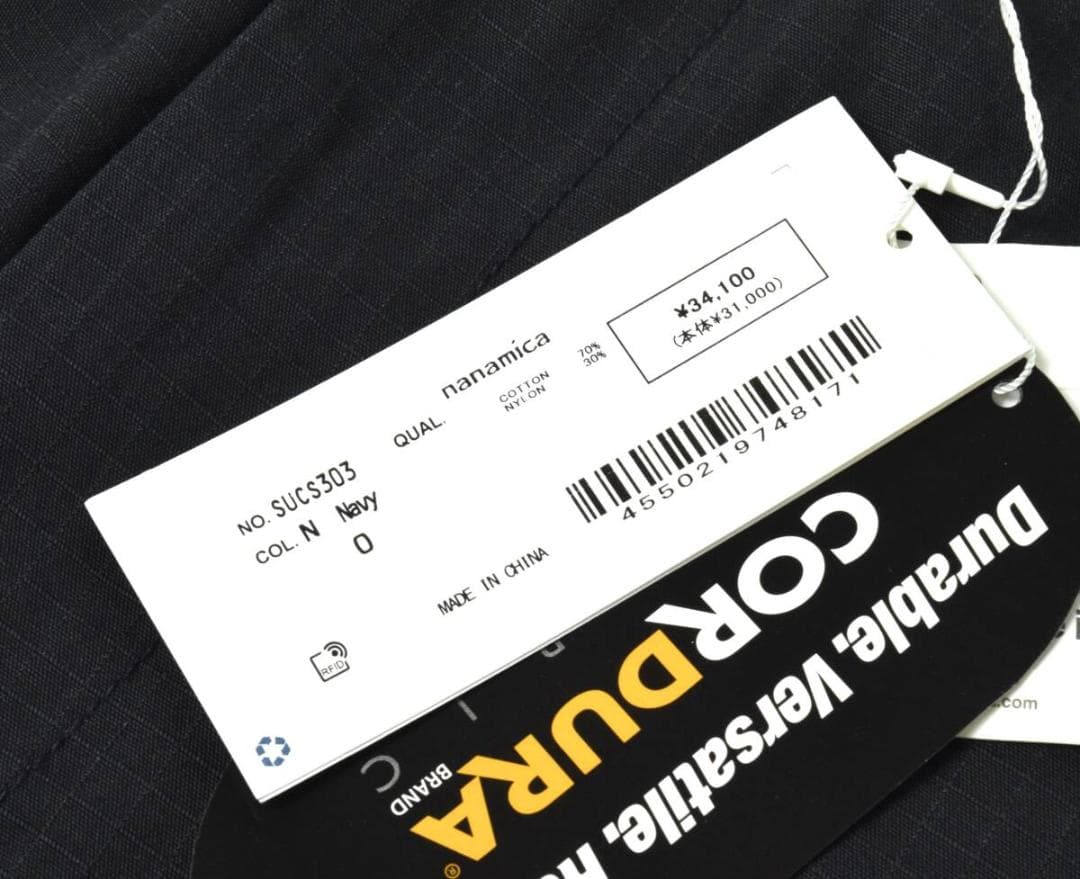 nanamica
¥34,100
(本体¥31,000)
QUAL.
COTTON 70%
NYLON 30%
NO. SUCS303
COL. N Navy
0
4550219748171
MADE IN CHINA
RFID
Durable. Versatile.
CORDURA®
BRAND
.com